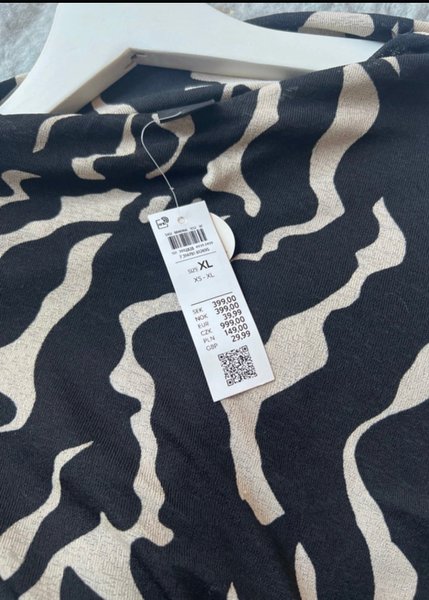 SIZE XL
XS - XL
SEK 399,00
NOK 399,00
EUR 39,99
CZK 999,00
PLN 149,00
GBP 29,99